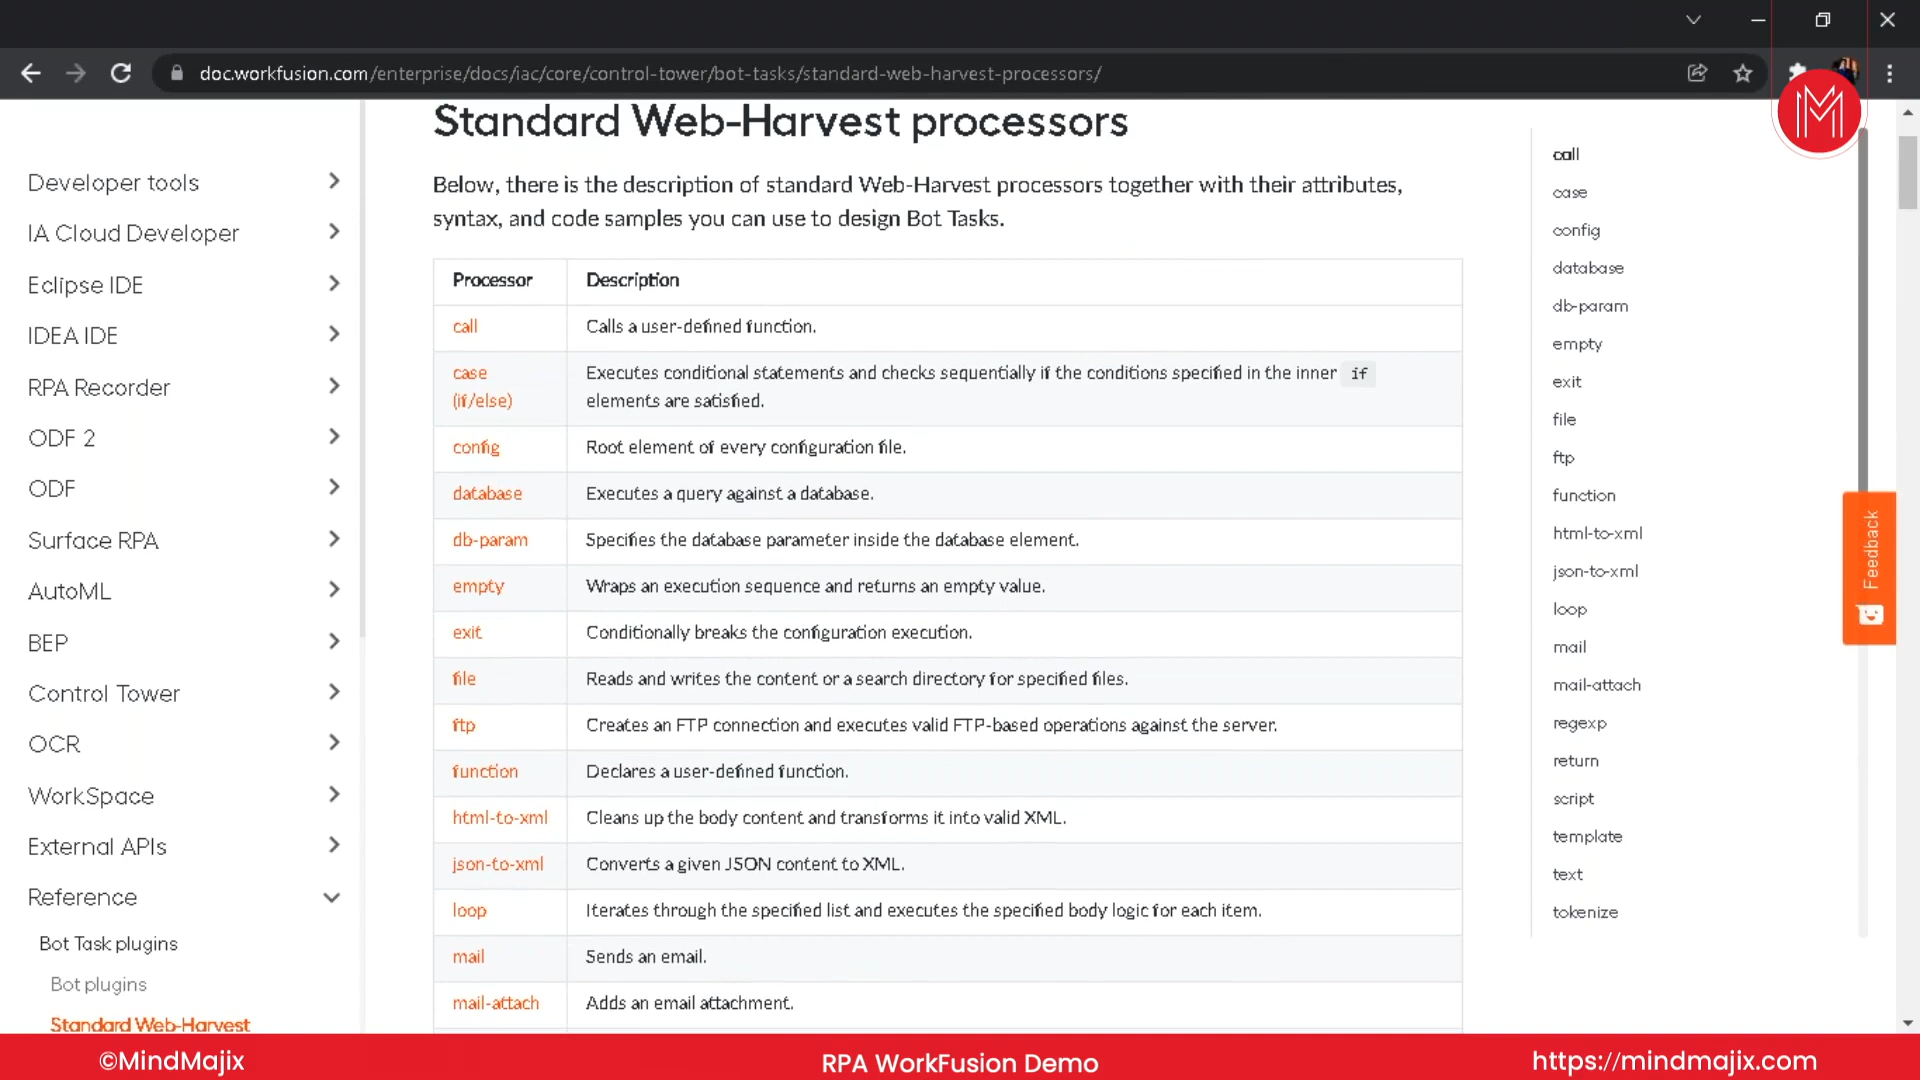 doc.workfusion.com/enterprise/docs/iac/core/control-tower/bot-tasks/standard-web-harvest-processors/
Developer tools
IA Cloud Developer
Eclipse IDE
IDEA IDE
RPA Recorder
ODF 2
ODF
Surface RPA
AutoML
BEP
Control Tower
OCR
WorkSpace
External APIs
Reference
Bot Task plugins
Bot plugins
Standard Web-Harvest
Standard Web-Harvest processors
Below, there is the description of standard Web-Harvest processors together with their attributes,
syntax, and code samples you can use to design Bot Tasks.
Processor Description
call Calls a user-defined function.
case Executes conditional statements and checks sequentially if the conditions specified in the inner if
(if/else) elements are satisfied.
config Root element of every configuration file.
database Executes a query against a database.
db-param Specifies the database parameter inside the database element.
empty Wraps an execution sequence and returns an empty value.
exit Conditionally breaks the configuration execution.
file Reads and writes the content or a search directory for specified files.
ftp Creates an FTP connection and executes valid FTP-based operations against the server.
function Declares a user-defined function.
html-to-xml Cleans up the body content and transforms it into valid XML.
json-to-xml Converts a given JSON content to XML.
loop Iterates through the specified list and executes the specified body logic for each item.
mail Sends an email.
mail-attach Adds an email attachment.
call
case
config
database
db-param
empty
exit
file
ftp
function
html-to-xml
json-to-xml
loop
mail
mail-attach
regexp
return
script
template
text
tokenize
Feedback
M
©MindMajix
RPA WorkFusion Demo
https://mindmajix.com